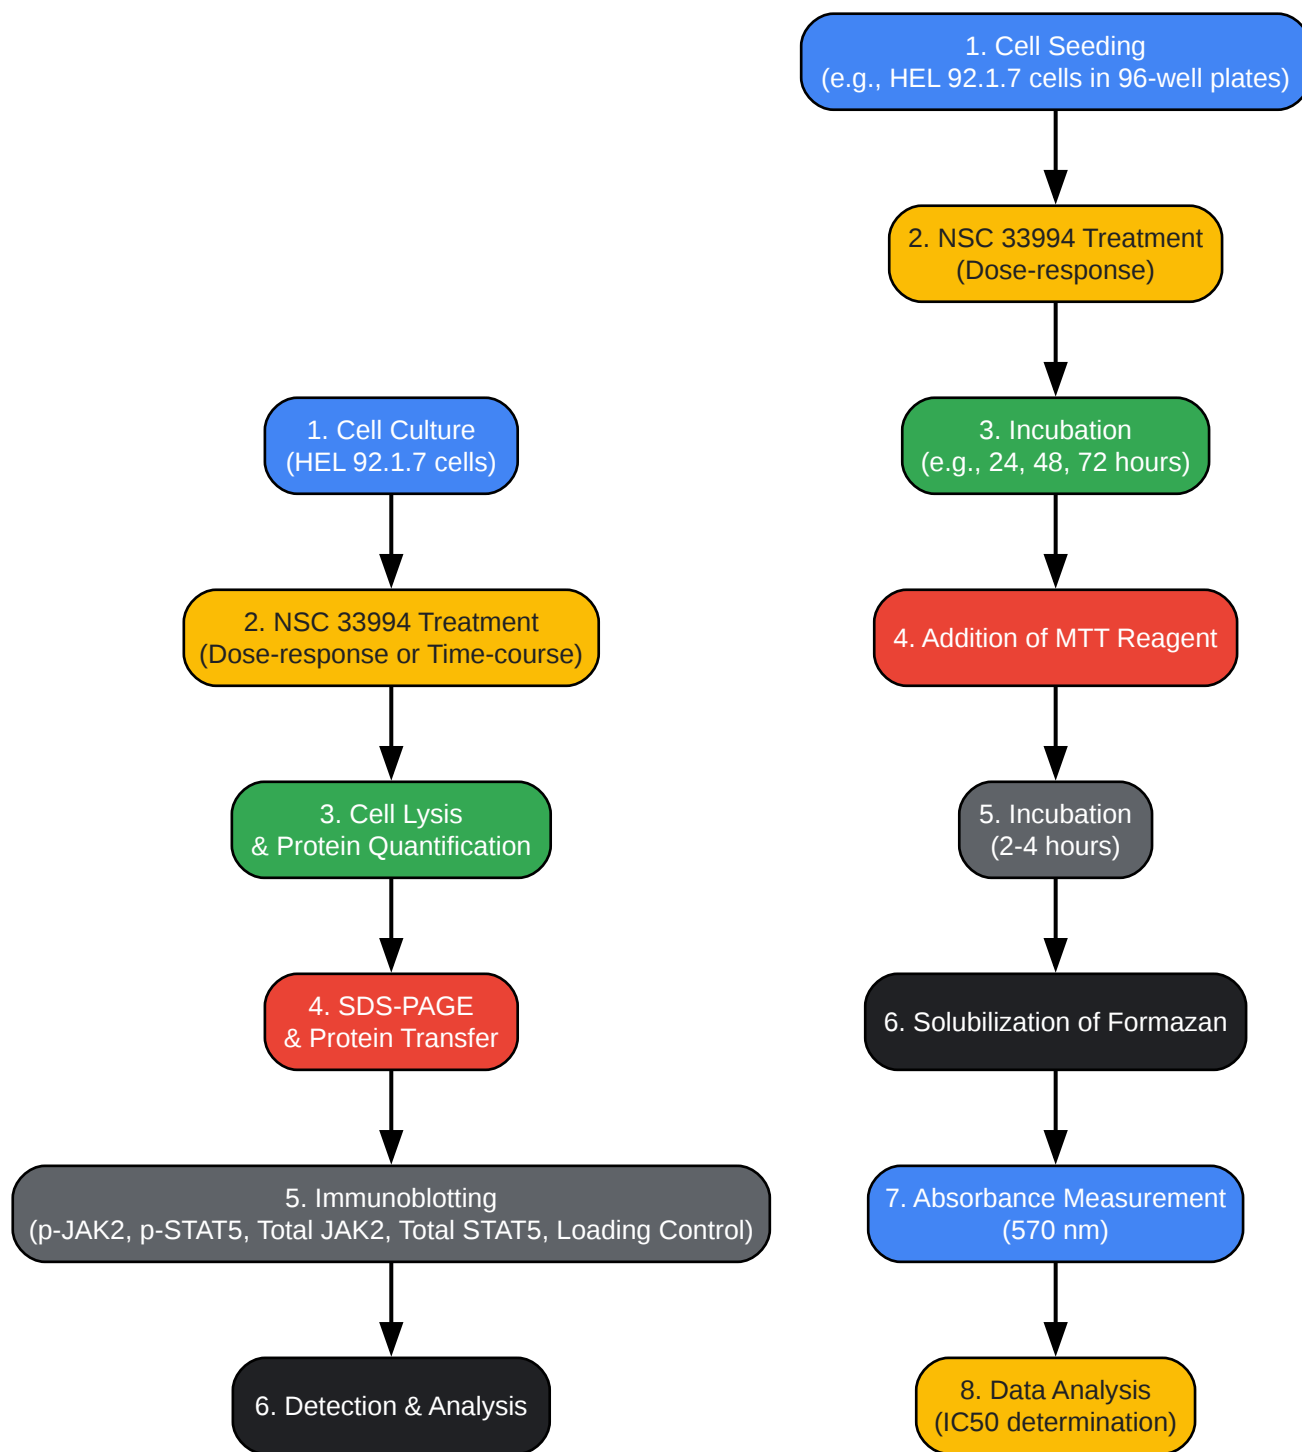 1. Cell Culture
(HEL 92.1.7 cells)
2. NSC 33994 Treatment
(Dose-response or Time-course)
3. Cell Lysis
& Protein Quantification
4. SDS-PAGE
& Protein Transfer
5. Immunoblotting
(p-JAK2, p-STAT5, Total JAK2, Total STAT5, Loading Control)
6. Detection & Analysis
1. Cell Seeding
(e.g., HEL 92.1.7 cells in 96-well plates)
2. NSC 33994 Treatment
(Dose-response)
3. Incubation
(e.g., 24, 48, 72 hours)
4. Addition of MTT Reagent
5. Incubation
(2-4 hours)
6. Solubilization of Formazan
7. Absorbance Measurement
(570 nm)
8. Data Analysis
(IC50 determination)